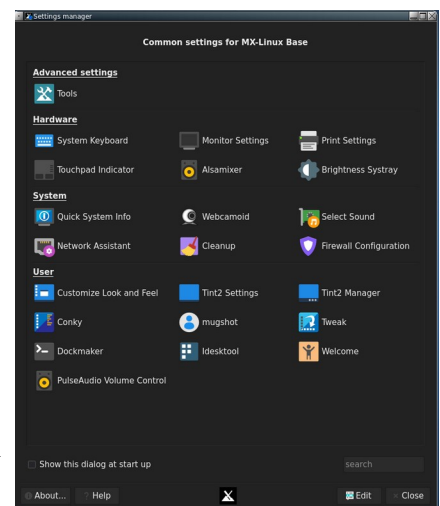 Settings manager
Common settings for MX-Linux Base
Advanced settings
Tools
Hardware
System Keyboard Monitor Settings Print Settings
Touchpad Indicator Alsamixer Brightness Systray
System
Quick System Info Webcamoid Select Sound
Network Assistant Cleanup Firewall Configuration
User
Customize Look and Feel Tint2 Settings Tint2 Manager
Conky mugshot Tweak
Dockmaker Idesktool Welcome
PulseAudio Volume Control
Show this dialog at start up search
About... ? Help Edit Close